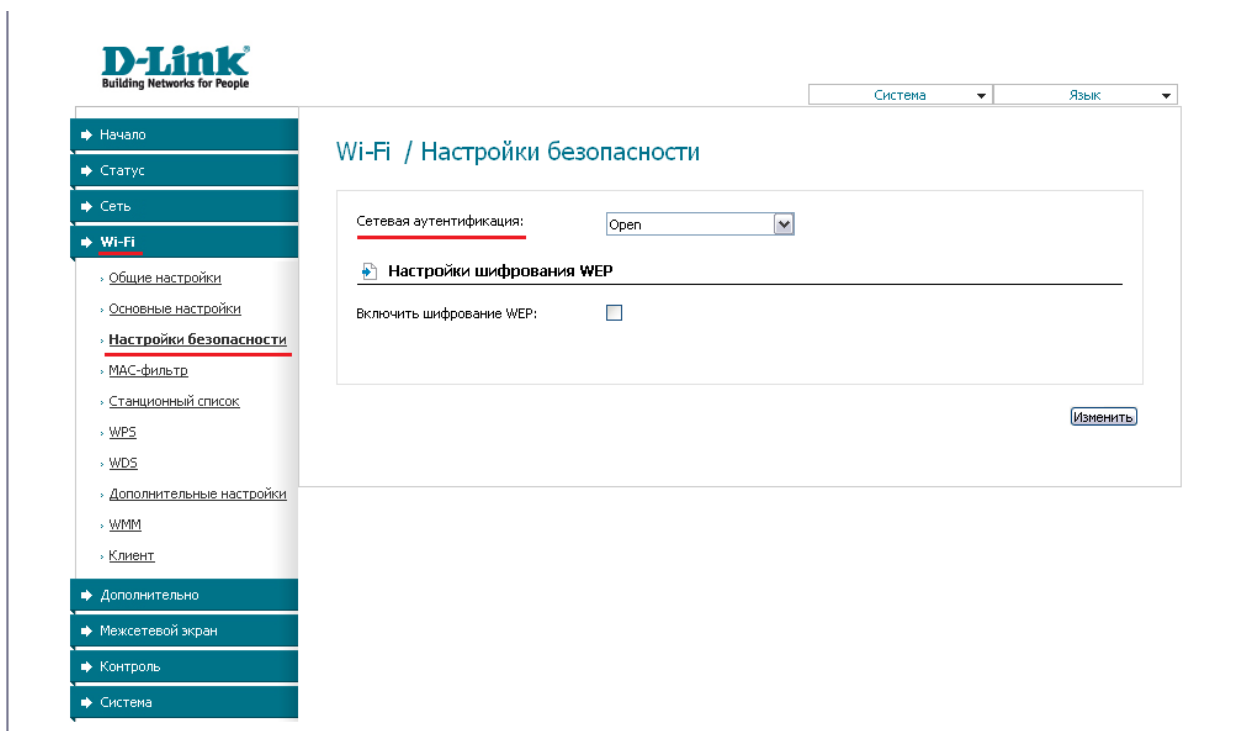 D-Link®
Building Networks for People
Система
Язык
Начало
Статус
Сеть
Wi-Fi
Общие настройки
Основные настройки
Настройки безопасности
MAC-фильтр
Станционный список
WPS
WDS
Дополнительные настройки
WMM
Клиент
Дополнительно
Межсетевой экран
Контроль
Система
Wi-Fi / Настройки безопасности
Сетевая аутентификация:
Open
Настройки шифрования WEP
Включить шифрование WEP:
Изменить